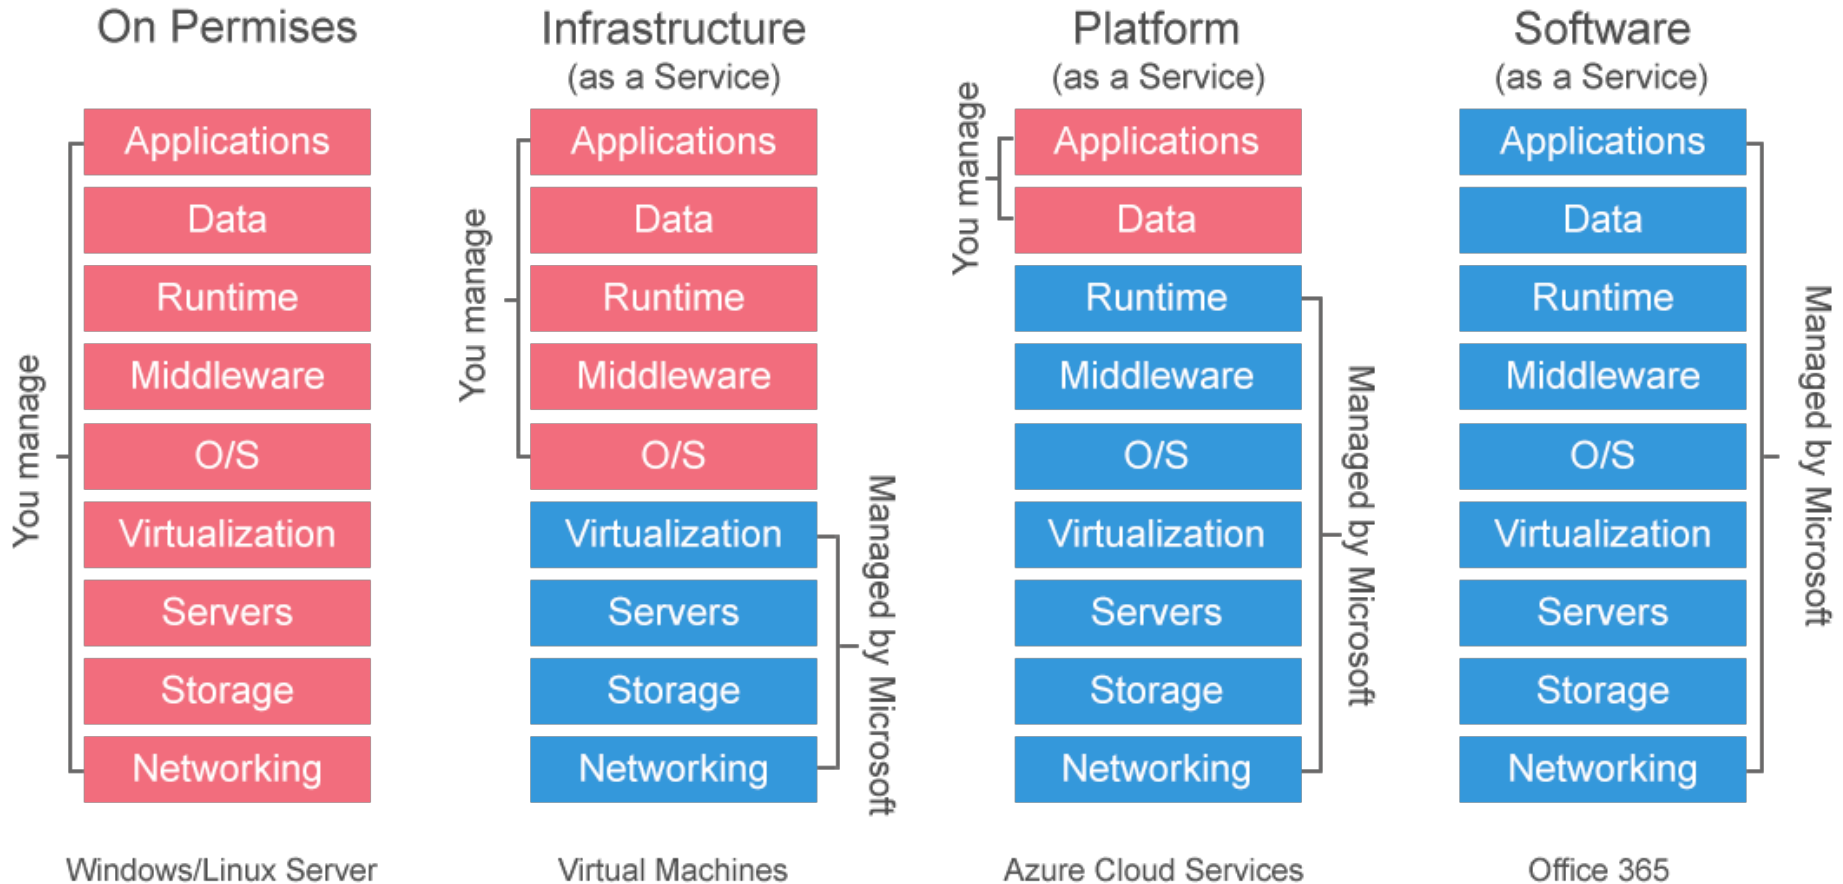 On Permises
Applications
Data
Runtime
Middleware
O/S
Virtualization
Servers
Storage
Networking
You manage
Windows/Linux Server
Infrastructure
(as a Service)
Applications
Data
Runtime
Middleware
O/S
Virtualization
Servers
Storage
Networking
You manage
Managed by Microsoft
Virtual Machines
Platform
(as a Service)
Applications
Data
Runtime
Middleware
O/S
Virtualization
Servers
Storage
Networking
You manage
Managed by Microsoft
Azure Cloud Services
Software
(as a Service)
Applications
Data
Runtime
Middleware
O/S
Virtualization
Servers
Storage
Networking
Managed by Microsoft
Office 365